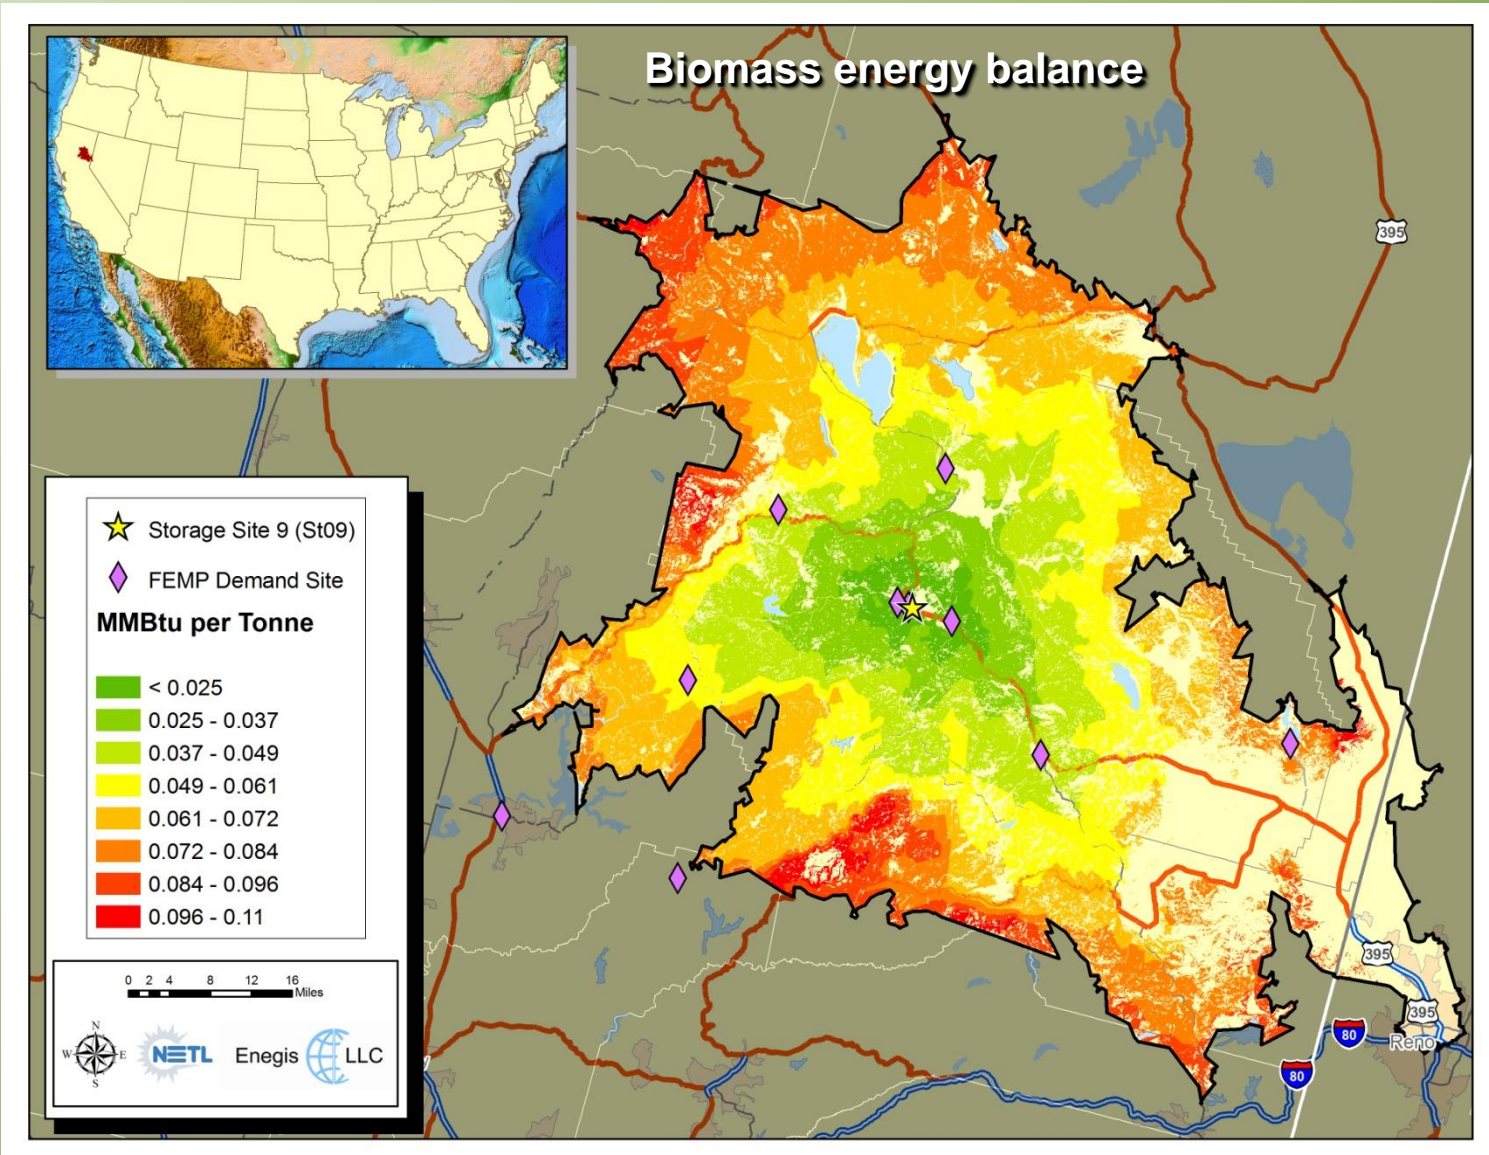 Biomass energy balance
395
Storage Site 9 (St09)
FEMP Demand Site
MMBtu per Tonne
< 0.025
0.025 - 0.037
0.037 - 0.049
0.049 - 0.061
0.061 - 0.072
0.072 - 0.084
0.084 - 0.096
0.096 - 0.11
0 2 4 8 12 16
Miles
N
W E
S
NETL
Enegis LLC
395
395
Reno
80
80